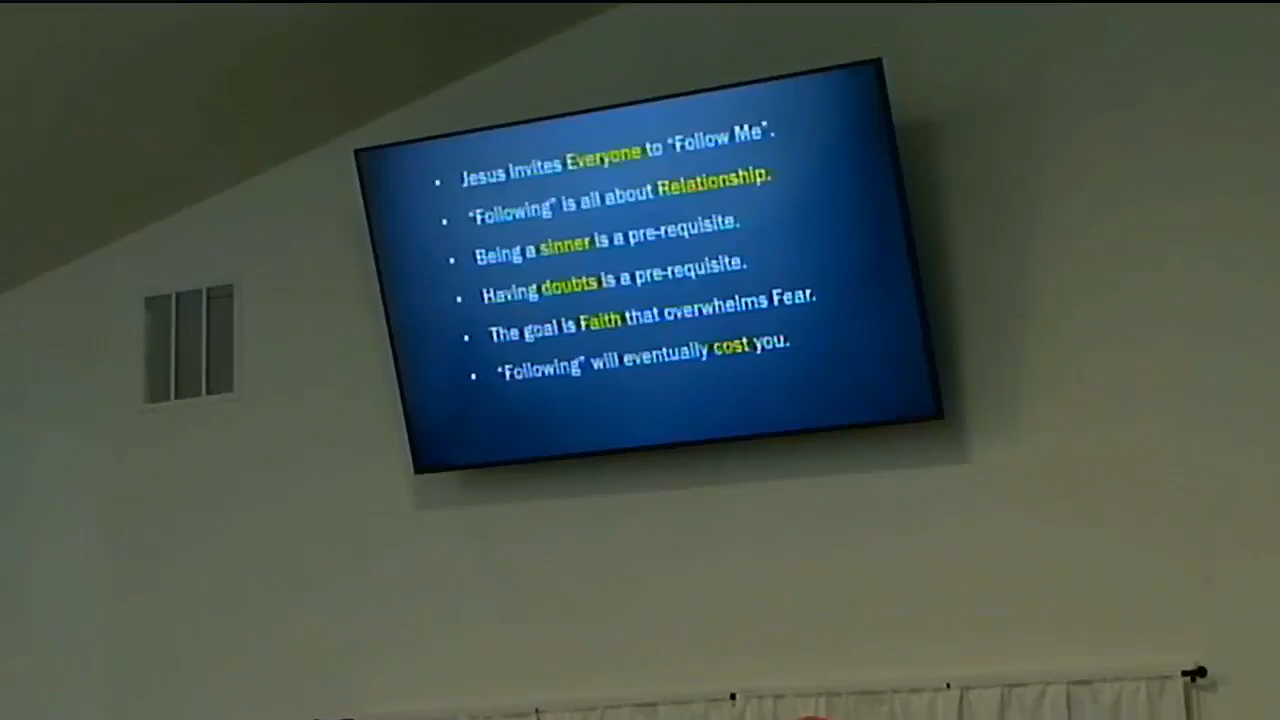 • Jesus Invites Everyone to “Follow Me”.
• “Following” is all about Relationship.
• Being a sinner is a pre-requisite.
• Having doubts is a pre-requisite.
• The goal is Faith that overwhelms Fear.
• “Following” will eventually cost you.